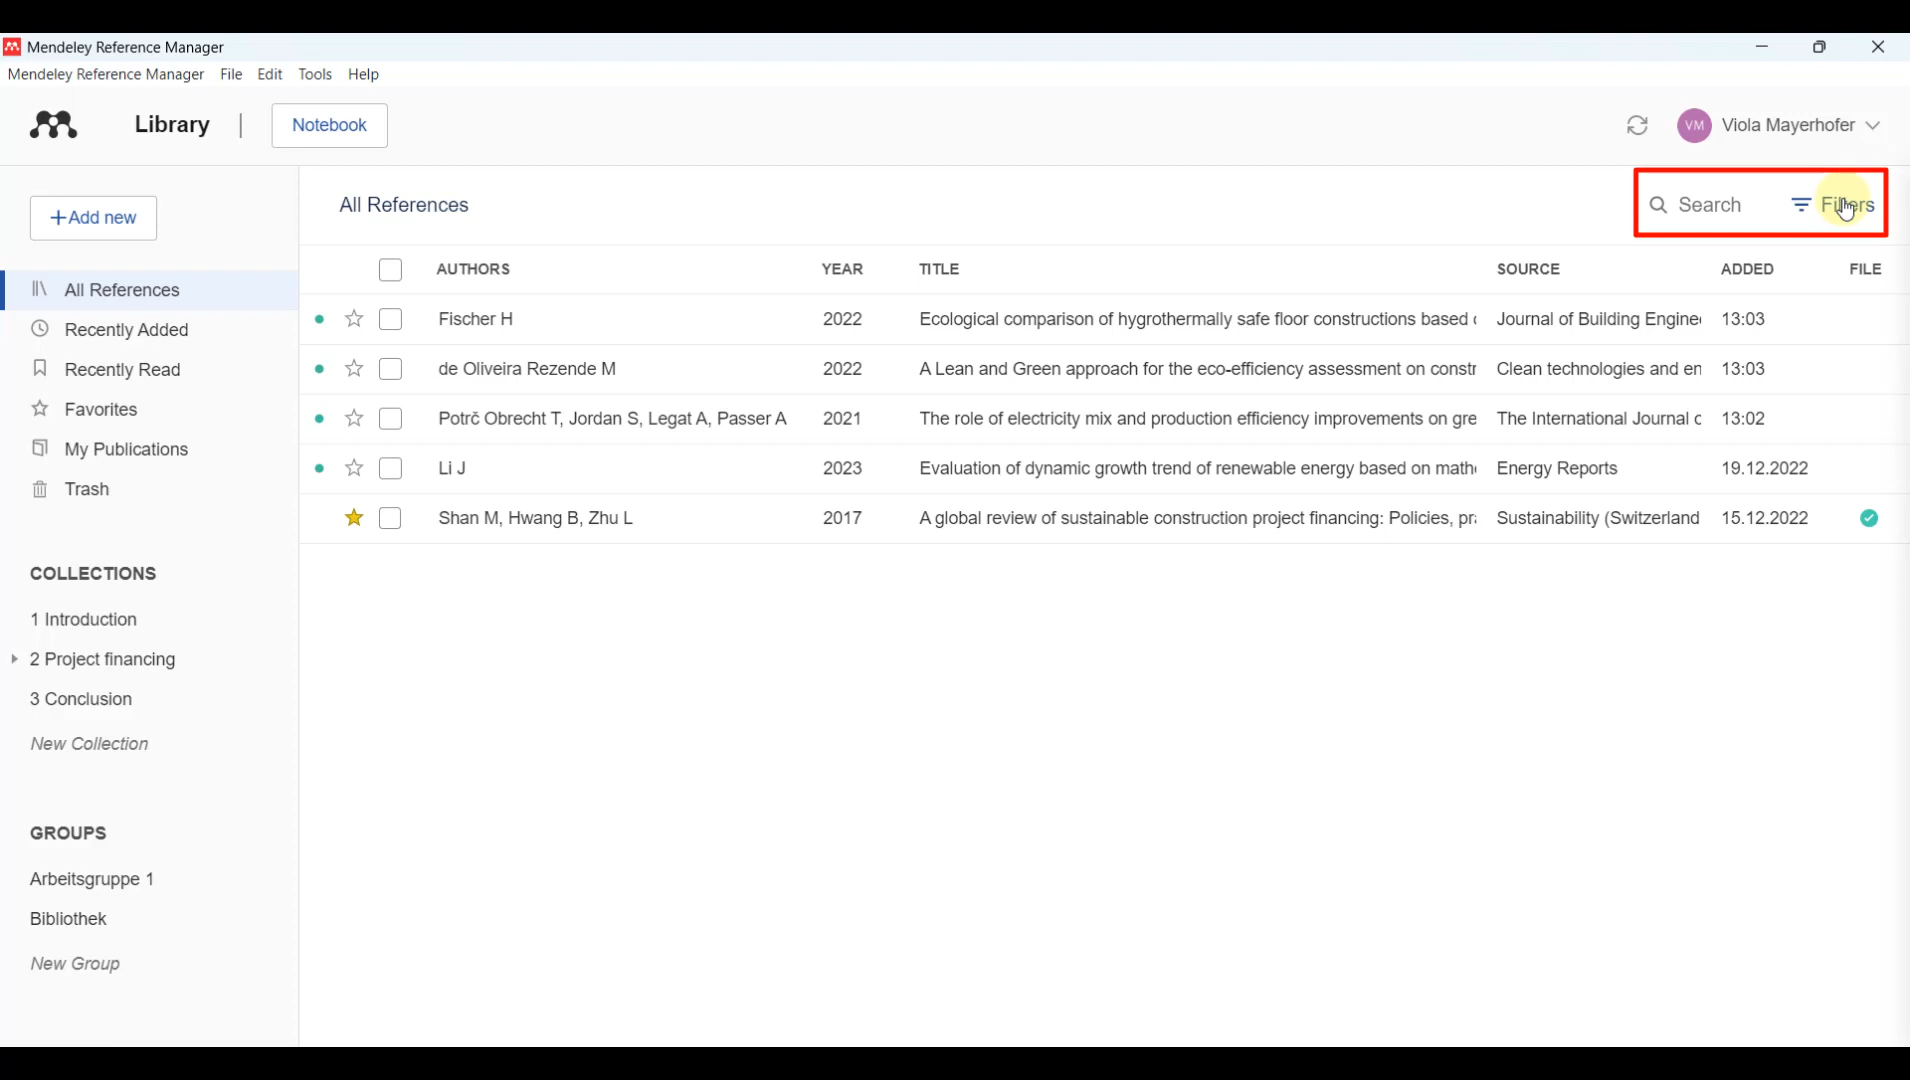 Mendeley Reference Manager
Mendeley Reference Manager File Edit Tools Help
Library | Notebook
VM Viola Mayerhofer
+Add new
All References
Search Filters
AUTHORS YEAR TITLE SOURCE ADDED FILE
All References
Recently Added
Recently Read
Favorites
My Publications
Trash
Fischer H 2022 Ecological comparison of hygrothermally safe floor constructions based Journal of Building Engine 13:03
de Oliveira Rezende M 2022 A Lean and Green approach for the eco-efficiency assessment on constr Clean technologies and en 13:03
Potrč Obrecht T, Jordan S, Legat A, Passer A 2021 The role of electricity mix and production efficiency improvements on gre The International Journal 13:02
Li J 2023 Evaluation of dynamic growth trend of renewable energy based on math Energy Reports 19.12.2022
Shan M, Hwang B, Zhu L 2017 A global review of sustainable construction project financing: Policies, pr Sustainability (Switzerland 15.12.2022
COLLECTIONS
1 Introduction
2 Project financing
3 Conclusion
New Collection
GROUPS
Arbeitsgruppe 1
Bibliothek
New Group